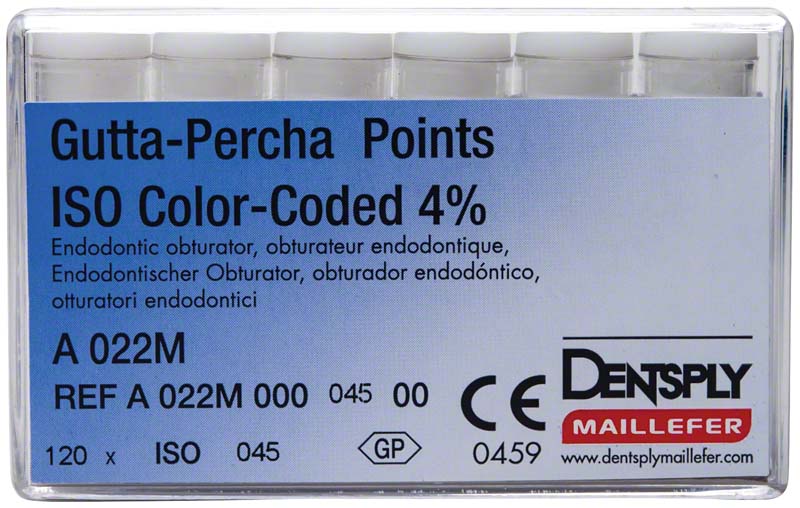 Gutta-Percha Points
ISO Color-Coded 4%
Endodontic obturator, obturateur endodontique,
Endodontischer Obturator, obturador endodóntico,
otturatori endodontici
A 022M
REF A 022M 000 045 00
120 x ISO 045 GP
CE 0459
DENTSPLY
MAILLEFER
www.dentsplymaillefer.com